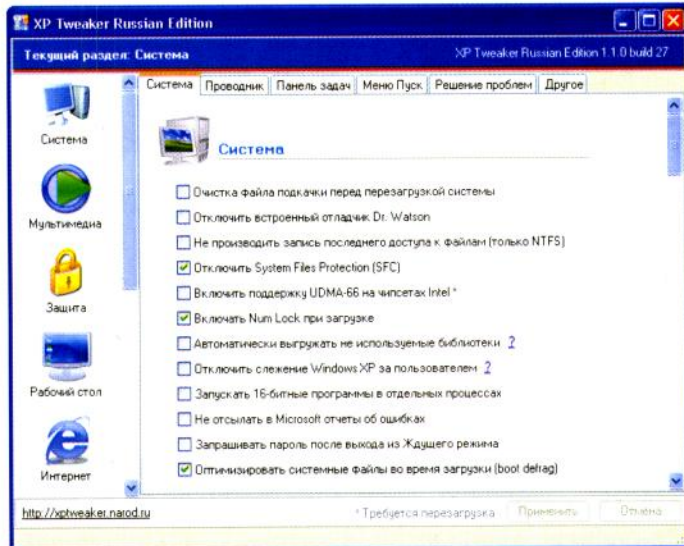 XP Tweaker Russian Edition
Текущий раздел: Система
XP Tweaker Russian Edition 1.1.0 build 27
Система
Мультимедиа
Защита
Рабочий стол
Интернет
Система Проводник Панель задач Меню Пуск Решение проблем Другое
Система
Очистка файла подкачки перед перезагрузкой системы
Отключить встроенный отладчик Dr. Watson
Не производить запись последнего доступа к файлам (только NTFS)
Отключить System Files Protection (SFC)
Включить поддержку UDMA-66 на чипсетах Intel *
Включать Num Lock при загрузке
Автоматически выгружать не используемые библиотеки ?
Отключить слежение Windows XP за пользователем ?
Запускать 16-битные программы в отдельных процессах
Не отсылать в Microsoft отчеты об ошибках
Запрашивать пароль после выхода из Ждущего режима
Оптимизировать системные файлы во время загрузки (boot defrag)
http://xptweaker.narod.ru
* Требуется перезагрузка
Применить
Отмена